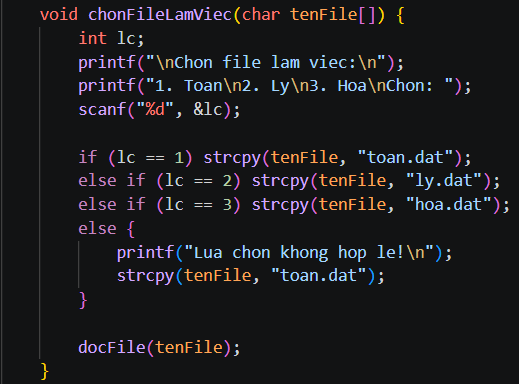 void chonFileLamViec(char tenFile[]) {
    int lc;
    printf("\nChon file lam viec:\n");
    printf("1. Toan\n2. Ly\n3. Hoa\nChon: ");
    scanf("%d", &lc);

    if (lc == 1) strcpy(tenFile, "toan.dat");
    else if (lc == 2) strcpy(tenFile, "ly.dat");
    else if (lc == 3) strcpy(tenFile, "hoa.dat");
    else {
        printf("Lua chon khong hop le!\n");
        strcpy(tenFile, "toan.dat");
    }

    docFile(tenFile);
}